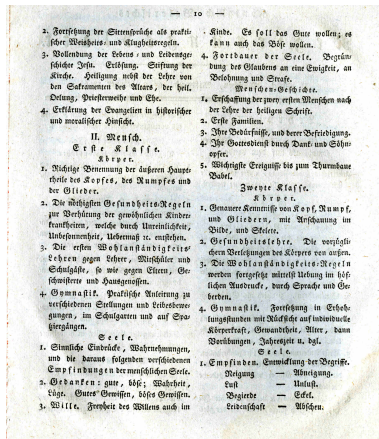 — 10 —
2. Fortsetzung der Sittensprüche als prakti-
scher Weisheits- und Klugheitsregeln.
3. Vollendung der Lebens- und Leidensge-
schichte Jesu. Erlösung. Stiftung der
Kirche. Heiligung nebst der Lehre von
den Sakramenten des Altars, der heil.
Oelung, Priesterweihe und Ehe.
4. Erklärung der Evangelien in historischer
und moralischer Hinsicht.
II. Mensch.
Erste Klasse.
Körper.
1. Richtige Benennung der äußeren Haupt-
theile des Kopfes, des Rumpfes und
der Glieder.
2. Die nöthigsten Gesundheits-Regeln
zur Verhütung der gewöhnlichen Kinder-
krankheiten, welche durch Unreinlichkeit,
Unbesonnenheit, Uebermaß ꝛc. entstehen.
3. Die ersten Wohlanständigkeits-
Lehren gegen Lehrer, Mitschüler und
Schulgäste, so wie gegen Eltern, Ge-
schwisterte und Hausgenossen.
4. Gymnastik. Praktische Anleitung zu
verschiedenen Stellungen und Leibesbewe-
gungen, im Schulgarten und auf Spa-
ziergängen.
Seele.
1. Sinnliche Eindrücke, Wahrnehmungen,
und die daraus folgenden verschiedenen
Empfindungen der menschlichen Seele.
2. Gedanken: gute, böse; Wahrheit,
Lüge. Gutes Gewissen, böses Gewissen.
3. Wille. Freyheit des Willens auch im
Kinde. Es soll das Gute wollen; es
kann auch das Böse wollen.
4. Fortdauer der Seele. Begrün-
dung des Glaubens an eine Ewigkeit, an
Belohnung und Strafe.
Menschen-Geschichte.
1. Erschaffung der zwey ersten Menschen nach
der Lehre der heiligen Schrift.
2. Erste Familien.
3. Ihre Bedürfnisse, und deren Befriedigung.
4. Ihr Gottesdienst durch Dank- und Söhn-
opfer.
5. Wichtigste Ereignisse bis zum Thurmbaue
Babel.
Zweyte Klasse.
Körper.
1. Genauere Kenntnisse von Kopf, Rumpf,
und Gliedern, mit Anschauung im
Bilde, und Skelete.
2. Gesundheitslehre. Die vorzügli-
chern Verletzungen des Körpers von außen.
3. Die Wohlanständigkeits-Regeln
werden fortgesetzt mittelst Uebung im höf-
lichen Ausdrucke, durch Sprache und Ge-
berden.
4. Gymnastik. Fortsetzung in Erhoh-
lungsstunden mit Rücksicht auf individuelle
Körperkraft, Gewandtheit, Alter, dann
Vorübungen, Jahrszeit u. dgl.
Seele.
1. Empfinden. Entwicklung der Begriffe.
Neigung — Abneigung.
Lust — Unlust.
Begierde — Eckel.
Leidenschaft — Abscheu.